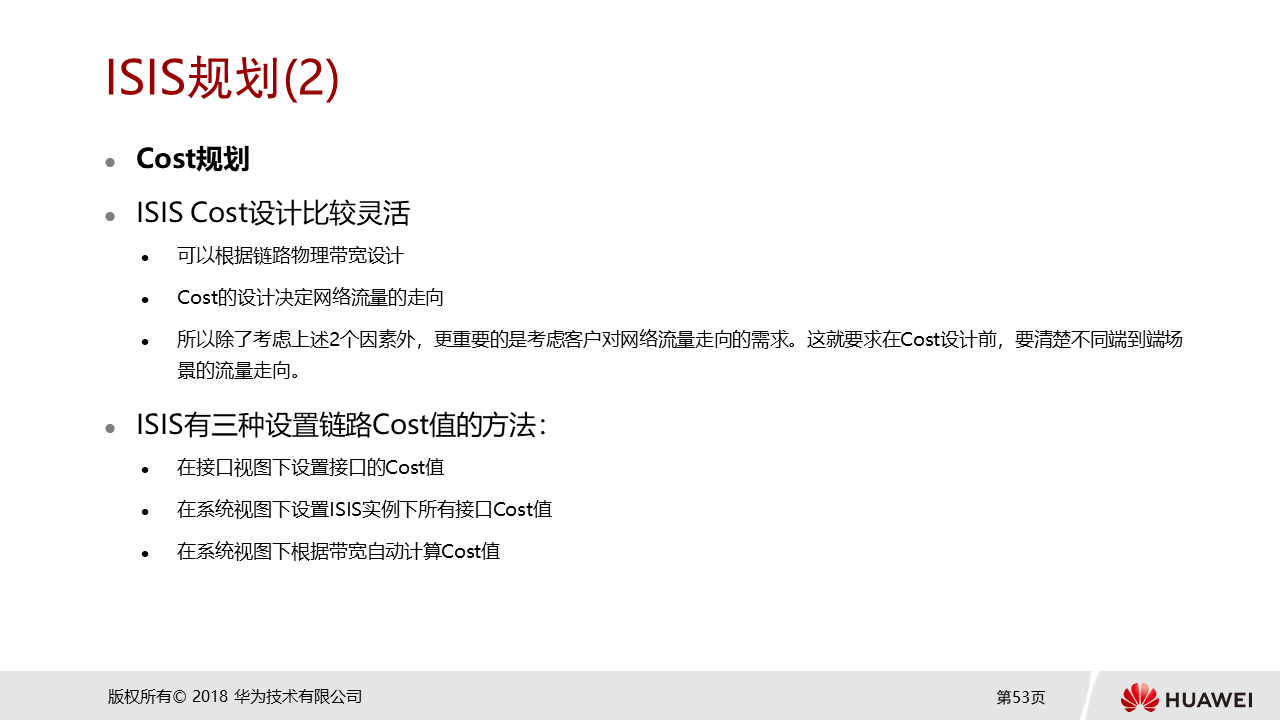 ISIS规划(2)
Cost规划
ISIS Cost设计比较灵活
可以根据链路物理带宽设计
Cost的设计决定网络流量的走向
所以除了考虑上述2个因素外，更重要的是考虑客户对网络流量走向的需求。这就要求在Cost设计前，要清楚不同端到端场
景的流量走向。
ISIS有三种设置链路Cost值的方法：
在接口视图下设置接口的Cost值
在系统视图下设置ISIS实例下所有接口Cost值
在系统视图下根据带宽自动计算Cost值
版权所有© 2018 华为技术有限公司
第53页
HUAWEI